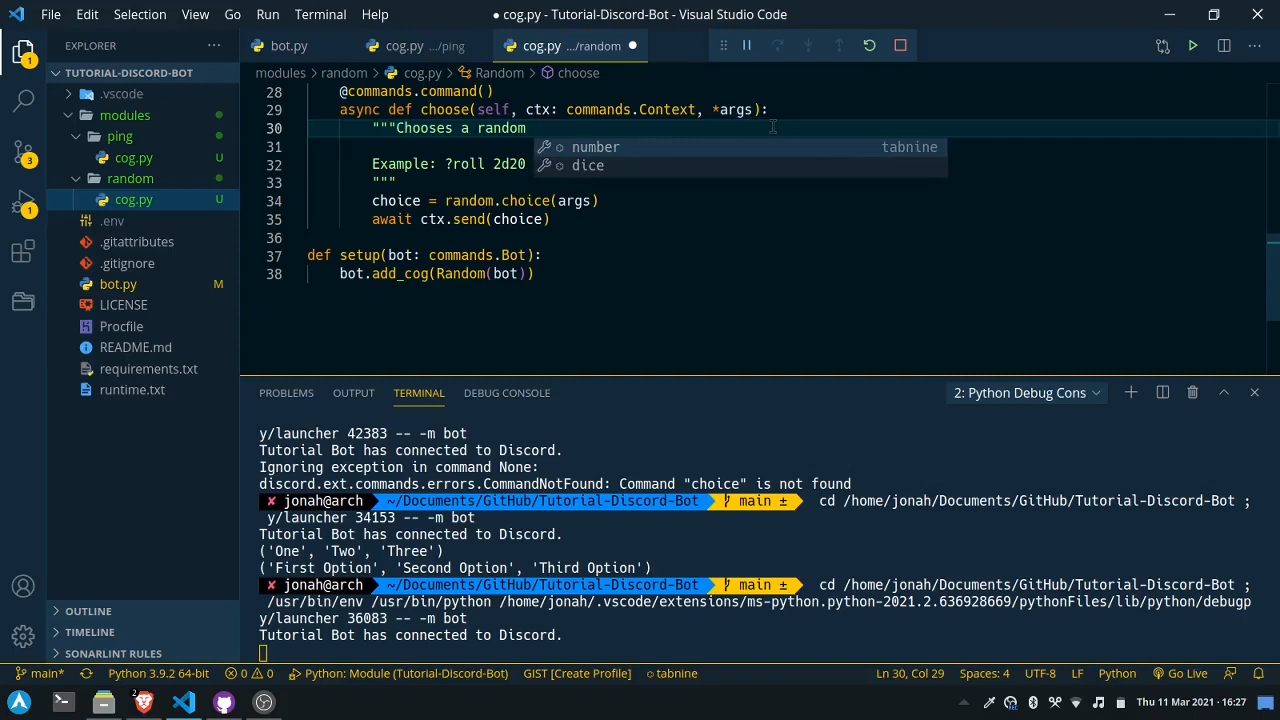 File Edit Selection View Go Run Terminal Help
● cog.py - Tutorial-Discord-Bot - Visual Studio Code
EXPLORER
bot.py
cog.py .../ping
cog.py .../random
TUTORIAL-DISCORD-BOT
.vscode
modules
ping
cog.py U
random
cog.py U
.env
.gitattributes
.gitignore
bot.py M
LICENSE
Procfile
README.md
requirements.txt
runtime.txt
OUTLINE
TIMELINE
SONARLINT RULES
1
3
1
modules > random > cog.py > Random > choose
28 @commands.command()
29 async def choose(self, ctx: commands.Context, *args):
30 """Chooses a random
number tabnine
dice
31
32 Example: ?roll 2d20
33 """
34 choice = random.choice(args)
35 await ctx.send(choice)
36
37 def setup(bot: commands.Bot):
38 bot.add_cog(Random(bot))
PROBLEMS OUTPUT TERMINAL DEBUG CONSOLE
2: Python Debug Cons
y/launcher 42383 -- -m bot
Tutorial Bot has connected to Discord.
Ignoring exception in command None:
discord.ext.commands.errors.CommandNotFound: Command "choice" is not found
✘ jonah@arch ~/Documents/GitHub/Tutorial-Discord-Bot main ± cd /home/jonah/Documents/GitHub/Tutorial-Discord-Bot ;
y/launcher 34153 -- -m bot
Tutorial Bot has connected to Discord.
('One', 'Two', 'Three')
('First Option', 'Second Option', 'Third Option')
✘ jonah@arch ~/Documents/GitHub/Tutorial-Discord-Bot main ± cd /home/jonah/Documents/GitHub/Tutorial-Discord-Bot ;
/usr/bin/env /usr/bin/python /home/jonah/.vscode/extensions/ms-python.python-2021.2.636928669/pythonFiles/lib/python/debugp
y/launcher 36083 -- -m bot
Tutorial Bot has connected to Discord.
main* Python 3.9.2 64-bit 0 0 Python: Module (Tutorial-Discord-Bot) GIST [Create Profile] tabnine Ln 30, Col 29 Spaces: 4 UTF-8 LF Python Go Live
2
Thu 11 Mar 2021 - 16:27